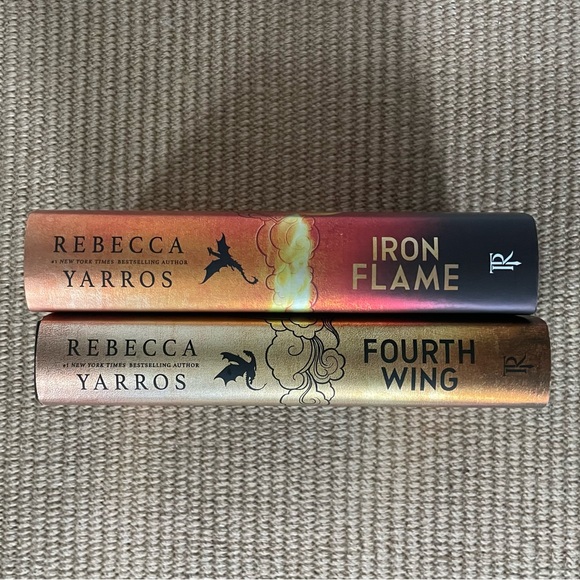 REBECCA
#1 NEW YORK TIMES BESTSELLING AUTHOR
YARROS
IRON
FLAME
REBECCA
#1 NEW YORK TIMES BESTSELLING AUTHOR
YARROS
FOURTH
WING